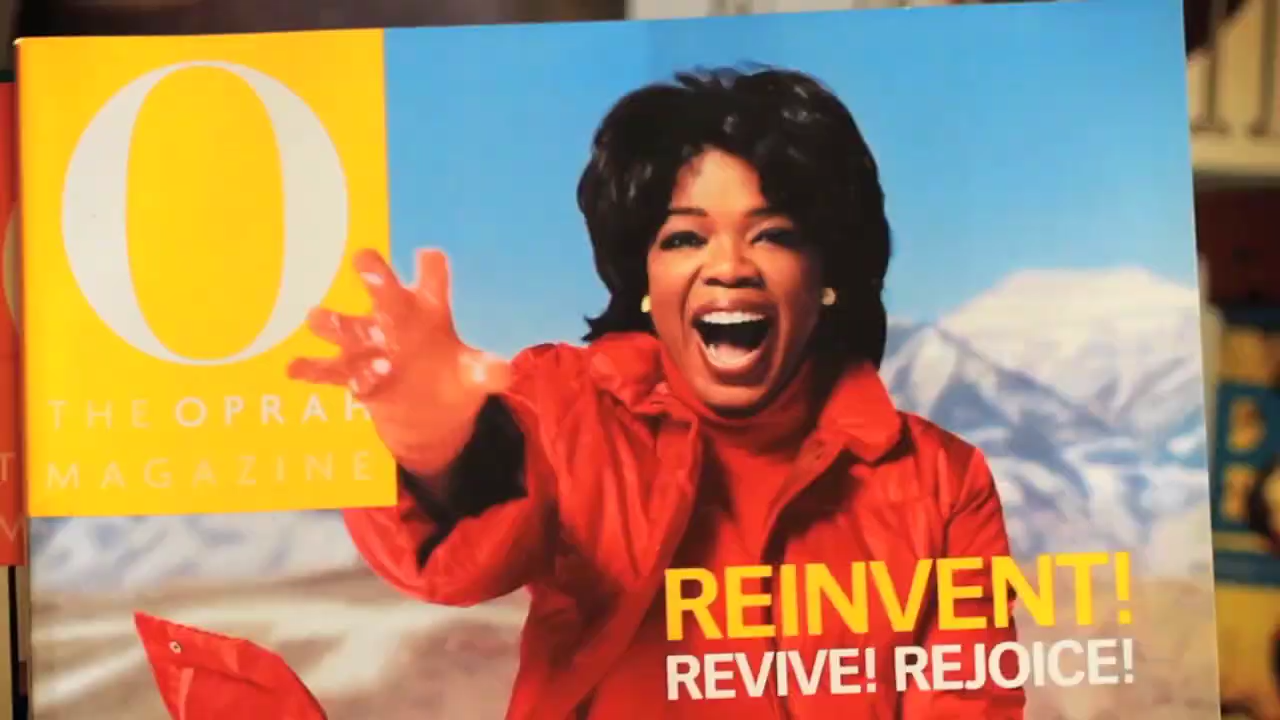 O
THE OPRAH
MAGAZINE
REINVENT!
REVIVE! REJOICE!